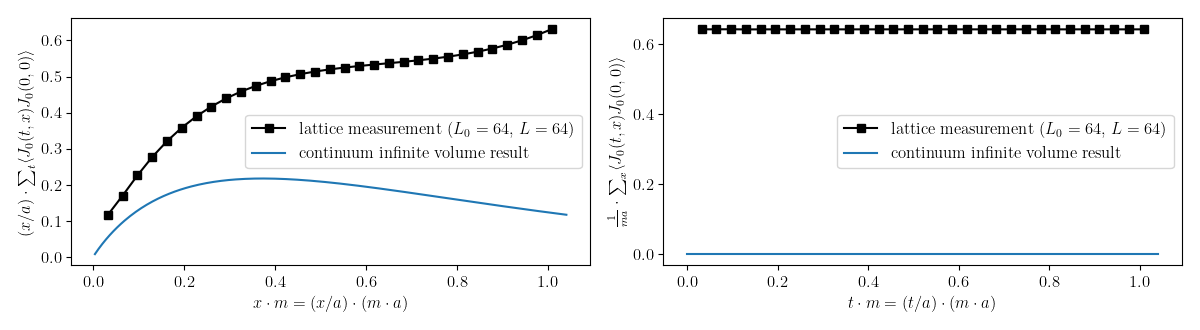 (x/a) · ∑_t⟨J_0(t, x)J_0(0, 0)⟩
0.6
0.5
0.4
0.3
0.2
0.1
0.0
lattice measurement (L_0 = 64, L = 64)
continuum infinite volume result
0.0 0.2 0.4 0.6 0.8 1.0
x · m = (x/a) · (m · a)
1/ma · ∑_x⟨J_0(t, x)J_0(0, 0)⟩
0.6
0.4
0.2
0.0
lattice measurement (L_0 = 64, L = 64)
continuum infinite volume result
0.0 0.2 0.4 0.6 0.8 1.0
t · m = (t/a) · (m · a)